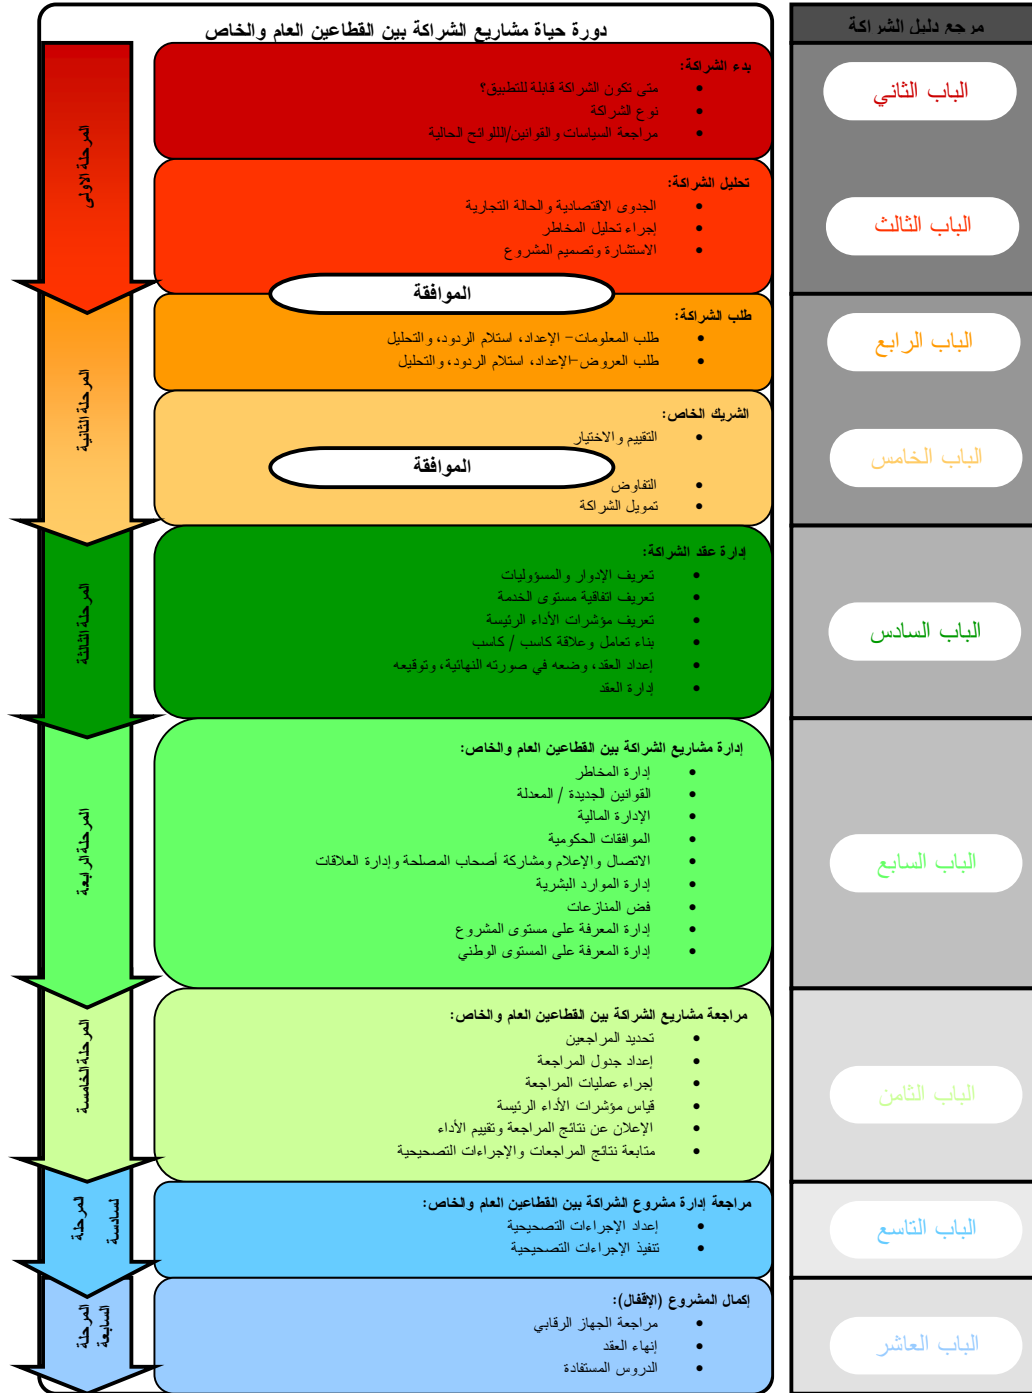 مرجع دليل الشراكة
دورة حياة مشاريع الشراكة بين القطاعين العام والخاص
الباب الثاني
بدء الشراكة:
متى تكون الشراكة قابلة للتطبيق؟
نوع الشراكة
مراجعة السياسات والقوانين/اللوائح الحالية
المرحلة الاولى
الباب الثالث
تحليل الشراكة:
الجدوى الاقتصادية والحالة التجارية
إجراء تحليل المخاطر
الاستشارة وتصميم المشروع
الموافقة
الباب الرابع
طلب الشراكة:
طلب المعلومات– الإعداد، استلام الردود، والتحليل
طلب العروض–الإعداد، استلام الردود، والتحليل
المرحلة الثانية
الباب الخامس
الشريك الخاص:
التقييم والاختيار
الموافقة
التفاوض
تمويل الشراكة
الباب السادس
إدارة عقد الشراكة:
تعريف الإدوار والمسؤوليات
تعريف اتفاقية مستوى الخدمة
تعريف مؤشرات الأداء الرئيسة
بناء تعامل وعلاقة كاسب / كاسب
إعداد العقد، وضعه في صورته النهائية، وتوقيعه
إدارة العقد
المرحلة الثالثة
الباب السابع
إدارة مشاريع الشراكة بين القطاعين العام والخاص:
إدارة المخاطر
القوانين الجديدة / المعدلة
الإدارة المالية
الموافقات الحكومية
الاتصال والإعلام ومشاركة أصحاب المصلحة وإدارة العلاقات
إدارة الموارد البشرية
فض المنازعات
إدارة المعرفة على مستوى المشروع
إدارة المعرفة على المستوى الوطني
المرحلة الرابعة
الباب الثامن
مراجعة مشاريع الشراكة بين القطاعين العام والخاص:
تحديد المراجعين
إعداد جدول المراجعة
إجراء عمليات المراجعة
قياس مؤشرات الأداء الرئيسة
الإعلان عن نتائج المراجعة وتقييم الأداء
متابعة نتائج المراجعات والإجراءات التصحيحية
المرحلة الخامسة
الباب التاسع
مراجعة إدارة مشروع الشراكة بين القطاعين العام والخاص:
إعداد الإجراءات التصحيحية
تنفيذ الإجراءات التصحيحية
المرحلة
لسادسة
الباب العاشر
إكمال المشروع (الإقفال):
مراجعة الجهاز الرقابي
إنهاء العقد
الدروس المستفادة
المرحلة
السابعة